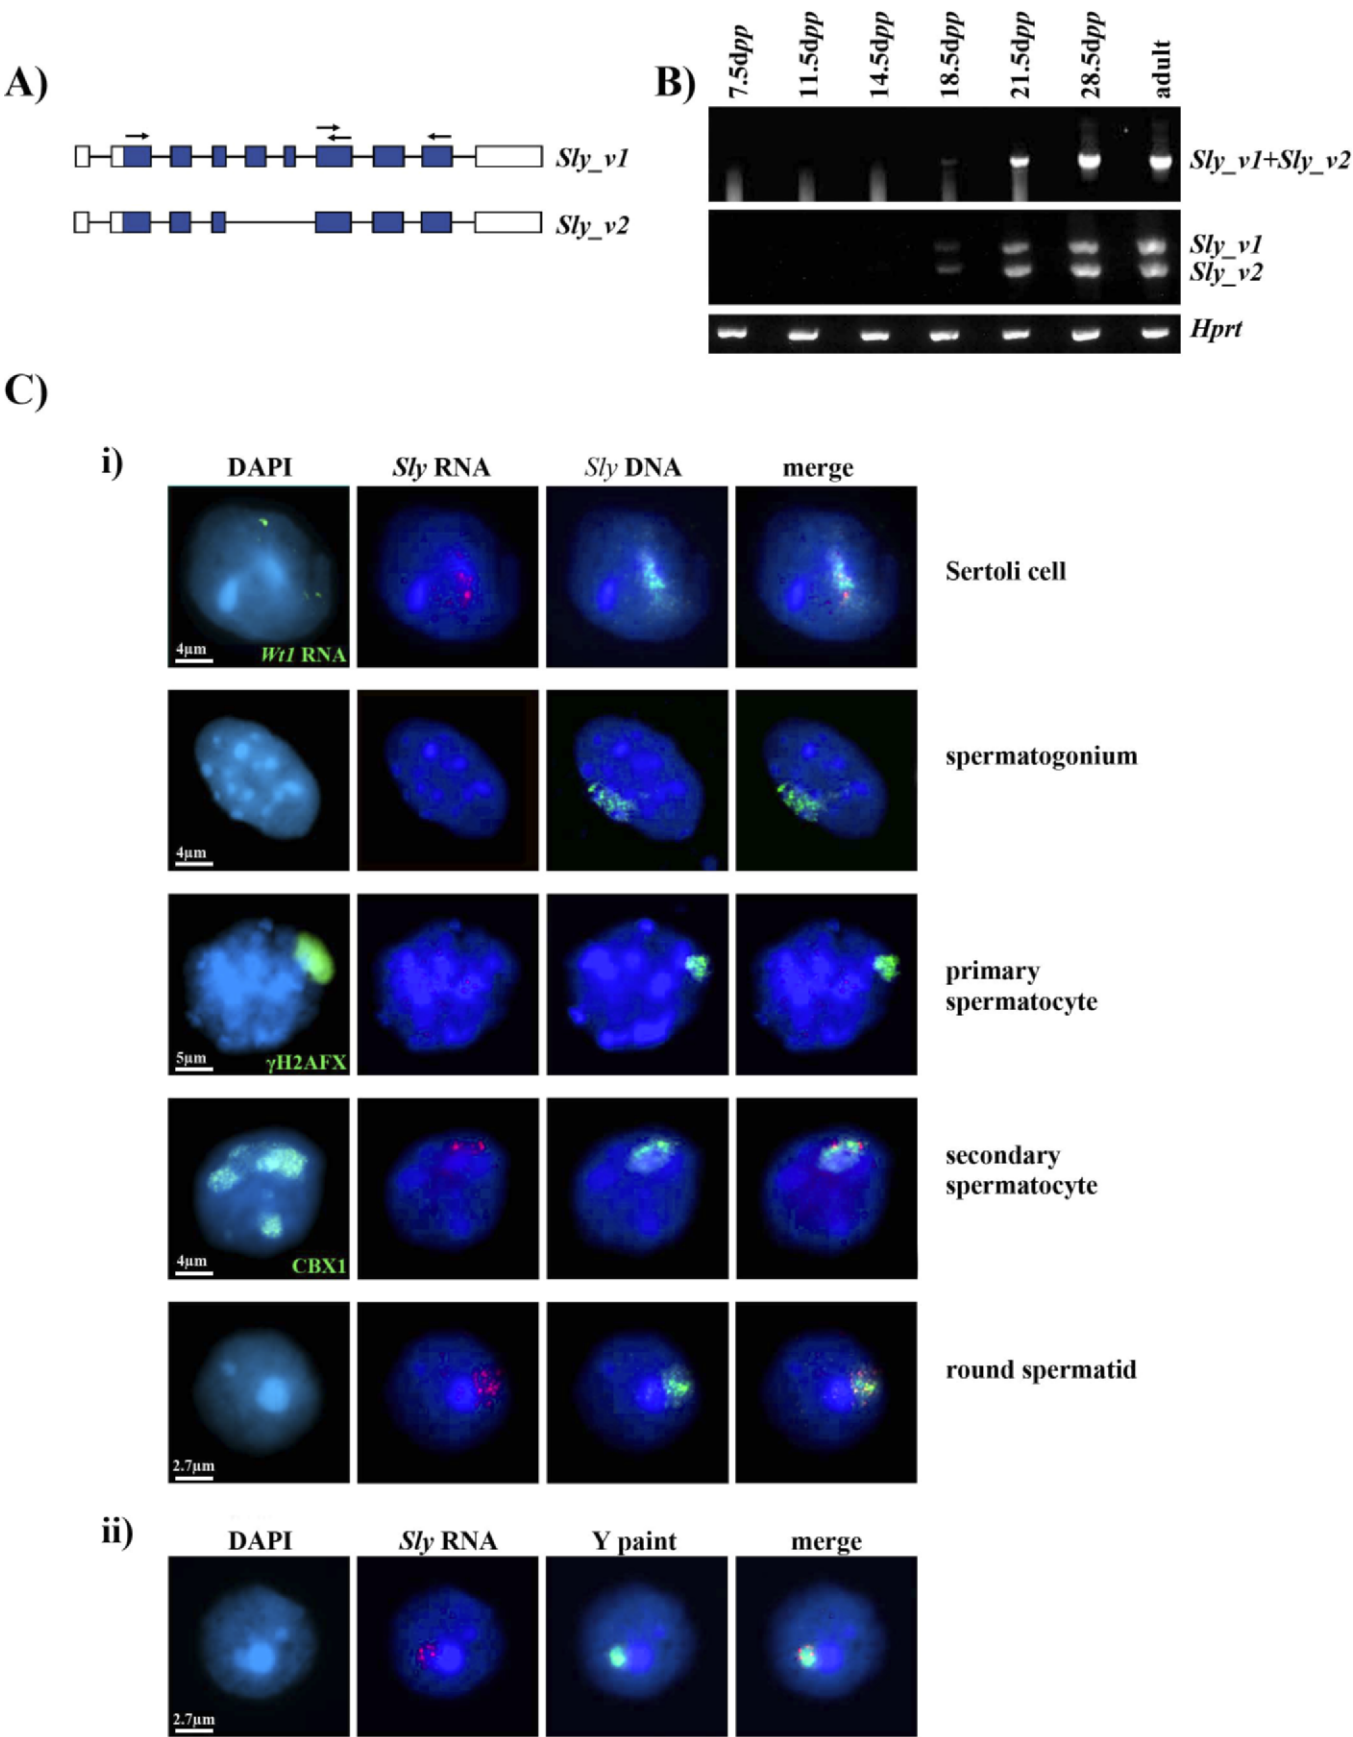 A)
Sly_v1
Sly_v2
B)
7.5dpp
11.5dpp
14.5dpp
18.5dpp
21.5dpp
28.5dpp
adult
Sly_v1+Sly_v2
Sly_v1
Sly_v2
Hprt
C)
i)
DAPI
Sly RNA
Sly DNA
merge
4μm
Wt1 RNA
Sertoli cell
4μm
spermatogonium
5μm
γH2AFX
primary
spermatocyte
4μm
CBX1
secondary
spermatocyte
2.7μm
round spermatid
ii)
DAPI
Sly RNA
Y paint
merge
2.7μm